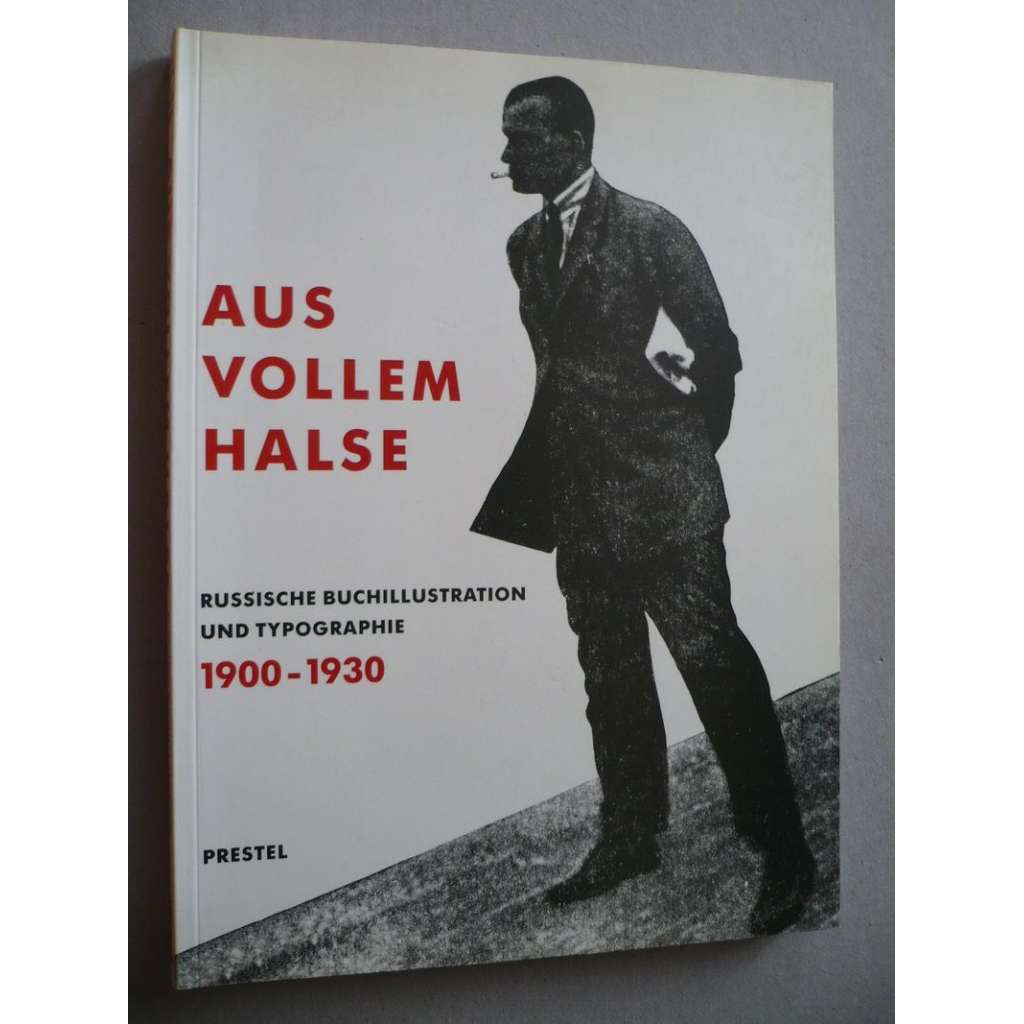 AUS
VOLLEM
HALSE
RUSSISCHE BUCHILLUSTRATION
UND TYPOGRAPHIE
1900-1930
PRESTEL